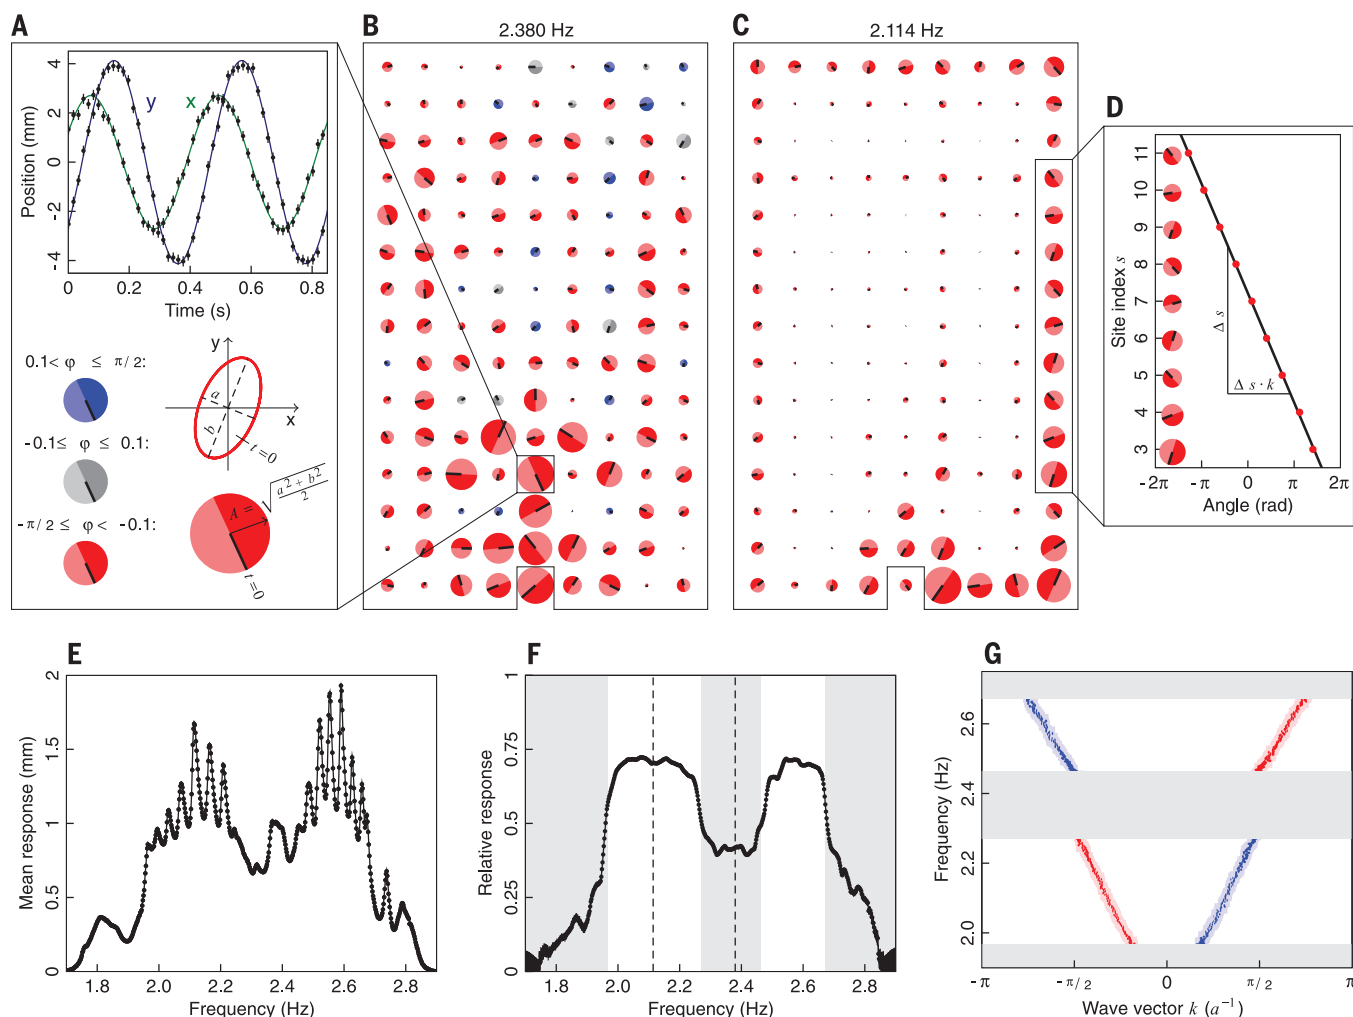 A
B
2.380 Hz
C
2.114 Hz
D
Position (mm)
4
2
0
-2
-4
y
x
0
0.2
0.4
0.6
0.8
Time (s)
0.1< φ ≤ π/2:
-0.1≤ φ ≤ 0.1:
-π/2 ≤ φ< -0.1:
y
x
a
b
t=0
A = √a² + b²/2
t=0
Site index s
11
10
9
8
7
6
5
4
3
Δ s
Δ s · k
-2π
-π
0
π
2π
Angle (rad)
E
Mean response (mm)
2
1.5
1
0.5
0
1.8
2.0
2.2
2.4
2.6
2.8
Frequency (Hz)
F
Relative response
1
0.75
0.5
0.25
0
1.8
2.0
2.2
2.4
2.6
2.8
Frequency (Hz)
G
Frequency (Hz)
2.6
2.4
2.2
2.0
-π
-π/2
0
π/2
π
Wave vector k (a⁻¹)